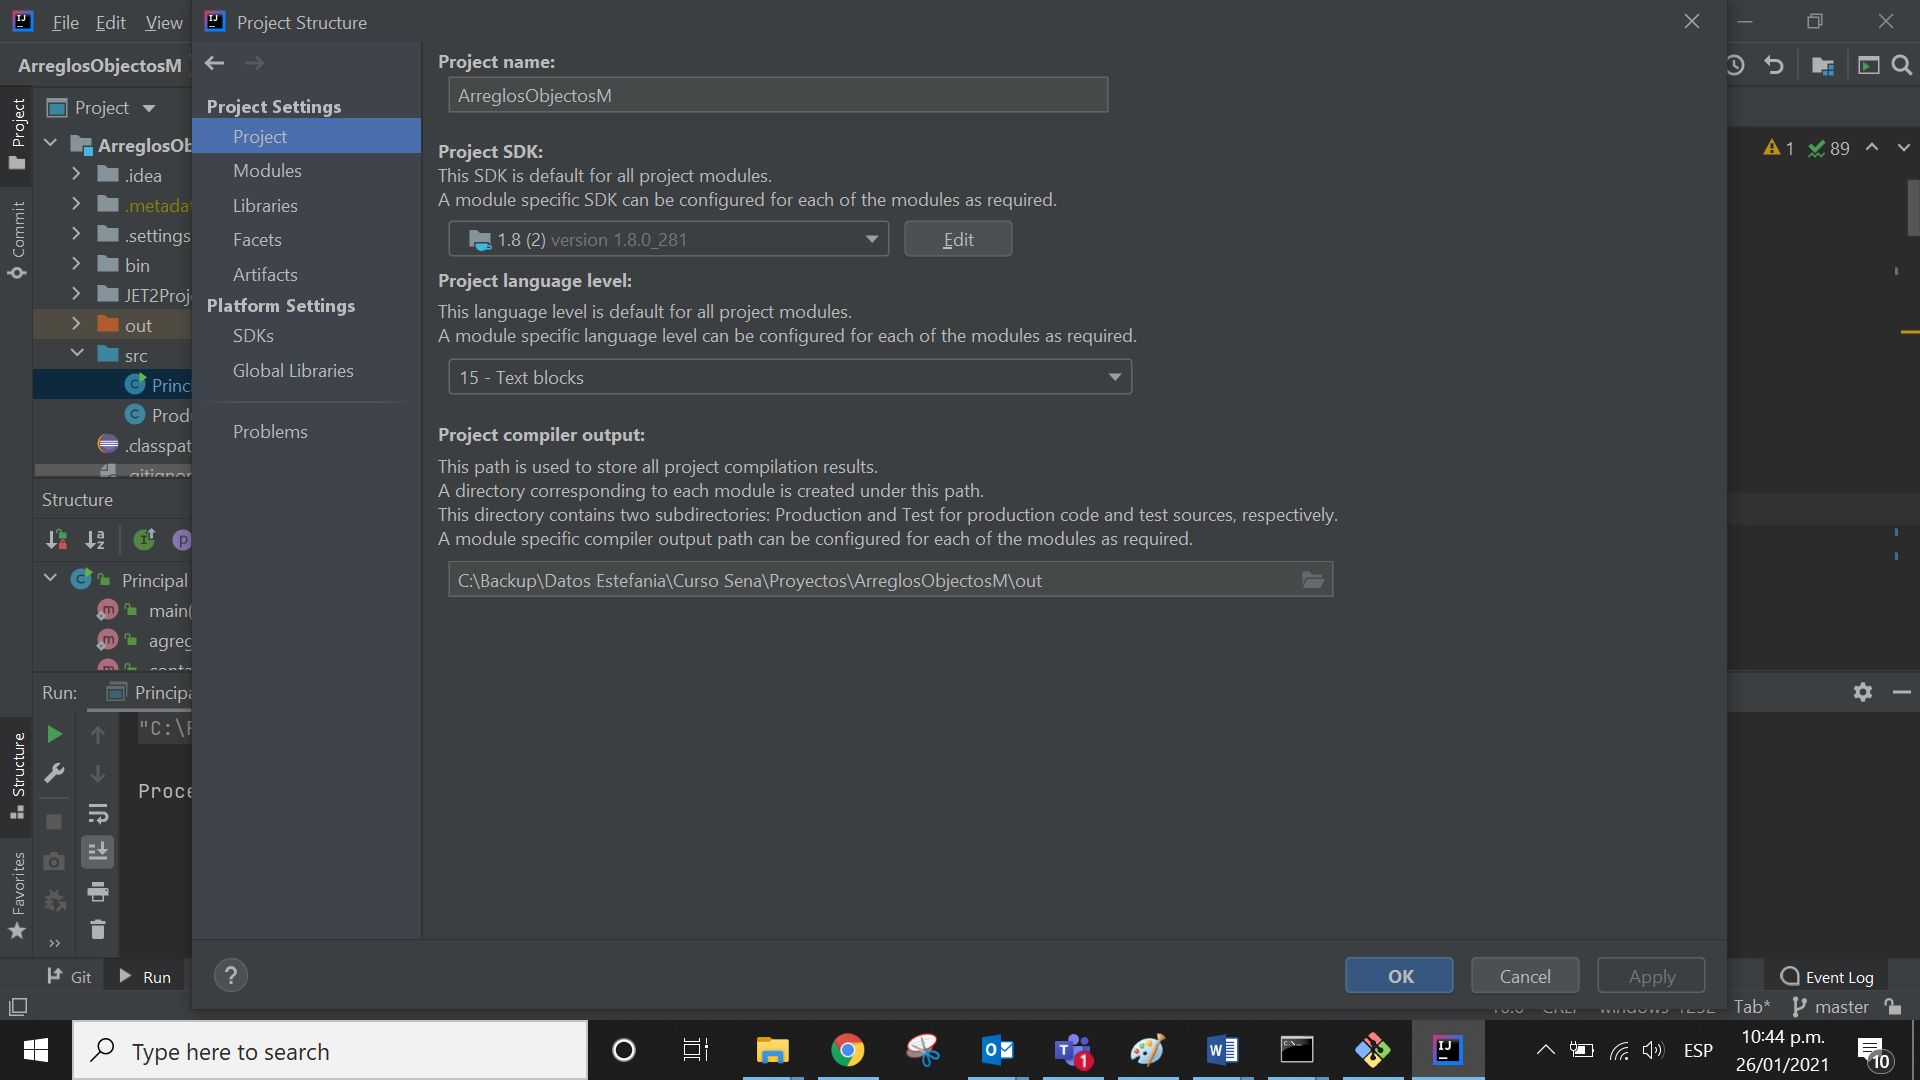 File Edit View
Project Structure
ArreglosObjectosM
Project
ArreglosOb
.idea
.metadat
.settings
bin
JET2Proj
out
src
Princi
Produ
.classpat
.gitignor
Structure
Principal
main(
agreg
conta
Run:
Principa
"C:\P
Proce
Project
Commit
Structure
Favorites
Git
Run
Project Settings
Project
Modules
Libraries
Facets
Artifacts
Platform Settings
SDKs
Global Libraries
Problems
Project name:
ArreglosObjectosM
Project SDK:
This SDK is default for all project modules.
A module specific SDK can be configured for each of the modules as required.
1.8 (2) version 1.8.0_281
Edit
Project language level:
This language level is default for all project modules.
A module specific language level can be configured for each of the modules as required.
15 - Text blocks
Project compiler output:
This path is used to store all project compilation results.
A directory corresponding to each module is created under this path.
This directory contains two subdirectories: Production and Test for production code and test sources, respectively.
A module specific compiler output path can be configured for each of the modules as required.
C:\Backup\Datos Estefania\Curso Sena\Proyectos\ArreglosObjectosM\out
?
OK
Cancel
Apply
1 89
Event Log
Tab*
master
Type here to search
ESP
10:44 p.m.
26/01/2021
10
1